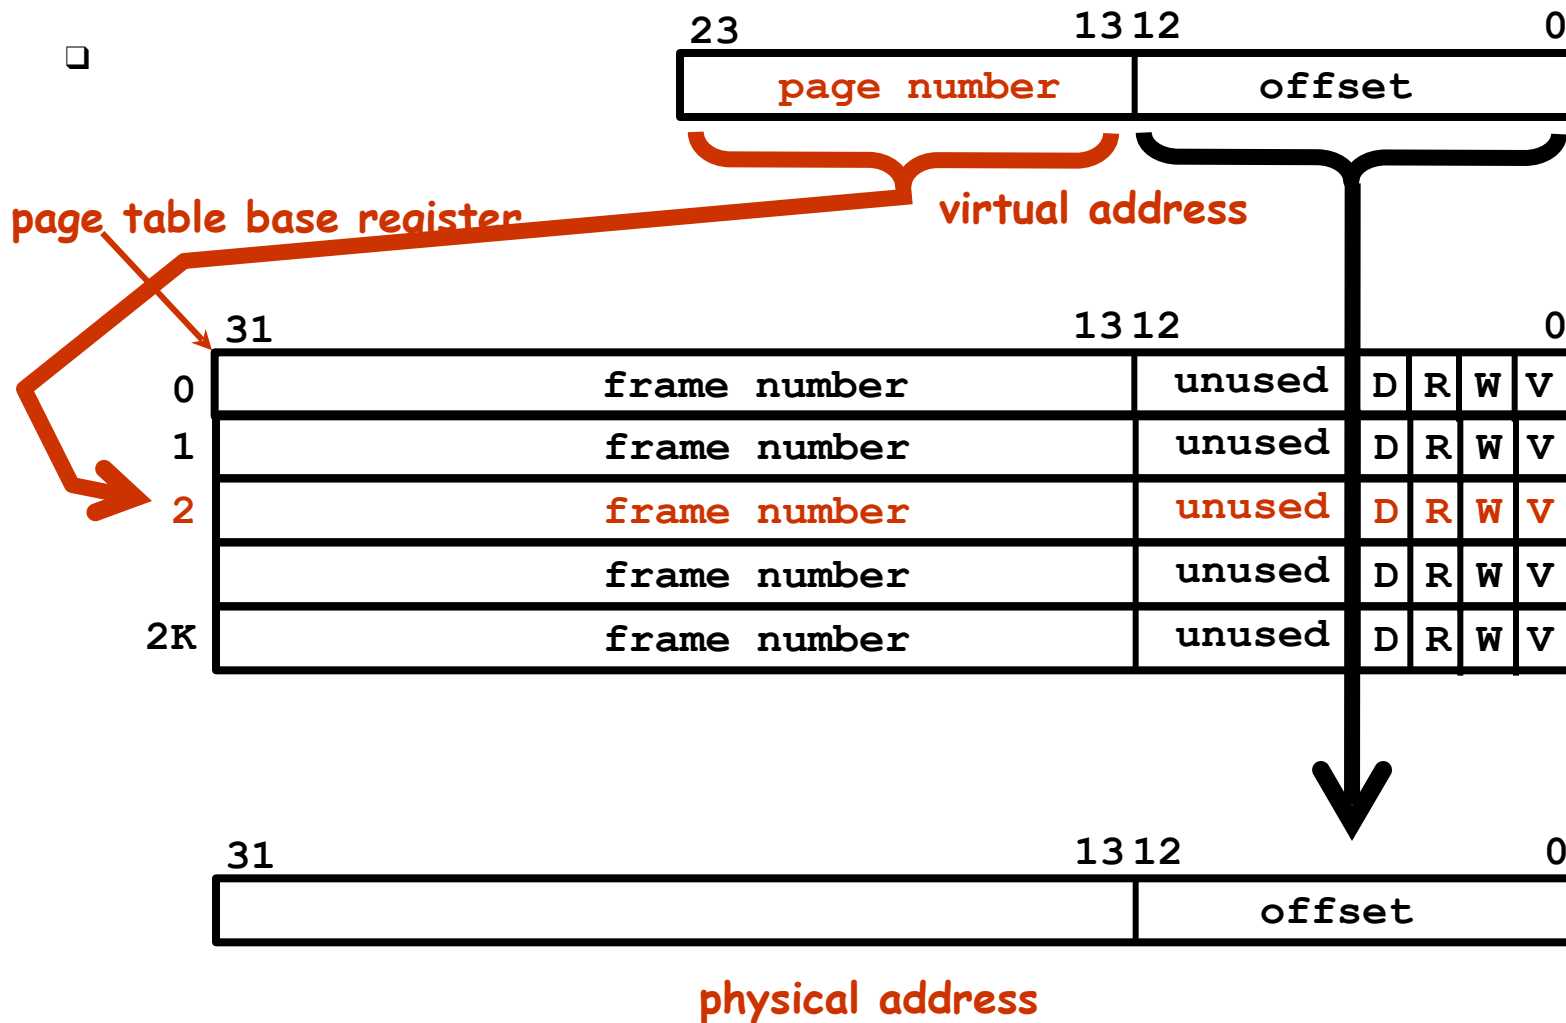 23 13 12 0
page number offset
page table base register virtual address
31 13 12 0
0 frame number unused D R W V
1 frame number unused D R W V
2 frame number unused D R W V
frame number unused D R W V
2K frame number unused D R W V
31 13 12 0
offset
physical address